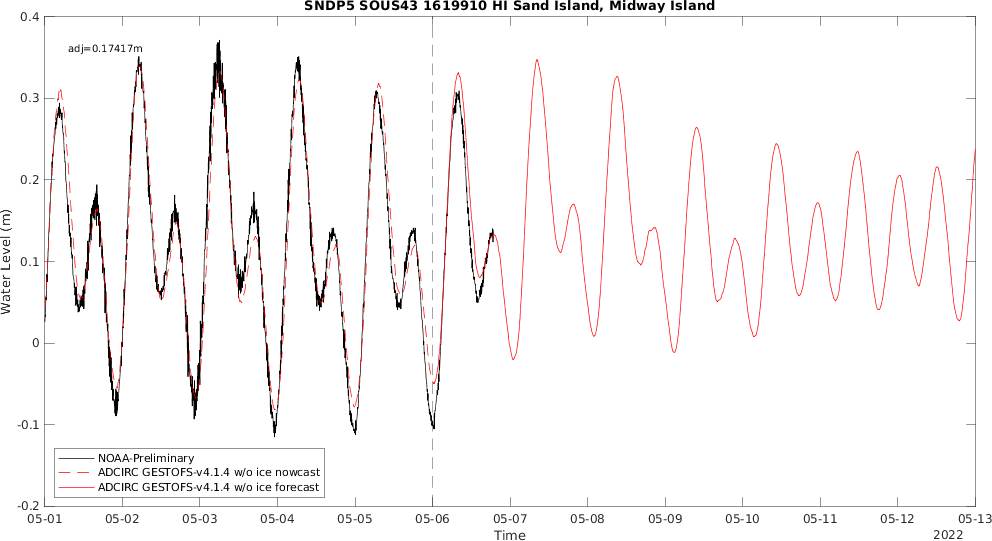 SNDP5 SOUS43 1619910 HI Sand Island, Midway Island
adj=0.17417m
0.4
0.3
0.2
0.1
0
-0.1
-0.2
Water Level (m)
NOAA-Preliminary
ADCIRC GESTOFS-v4.1.4 w/o ice nowcast
ADCIRC GESTOFS-v4.1.4 w/o ice forecast
05-01 05-02 05-03 05-04 05-05 05-06 05-07 05-08 05-09 05-10 05-11 05-12 05-13
Time
2022